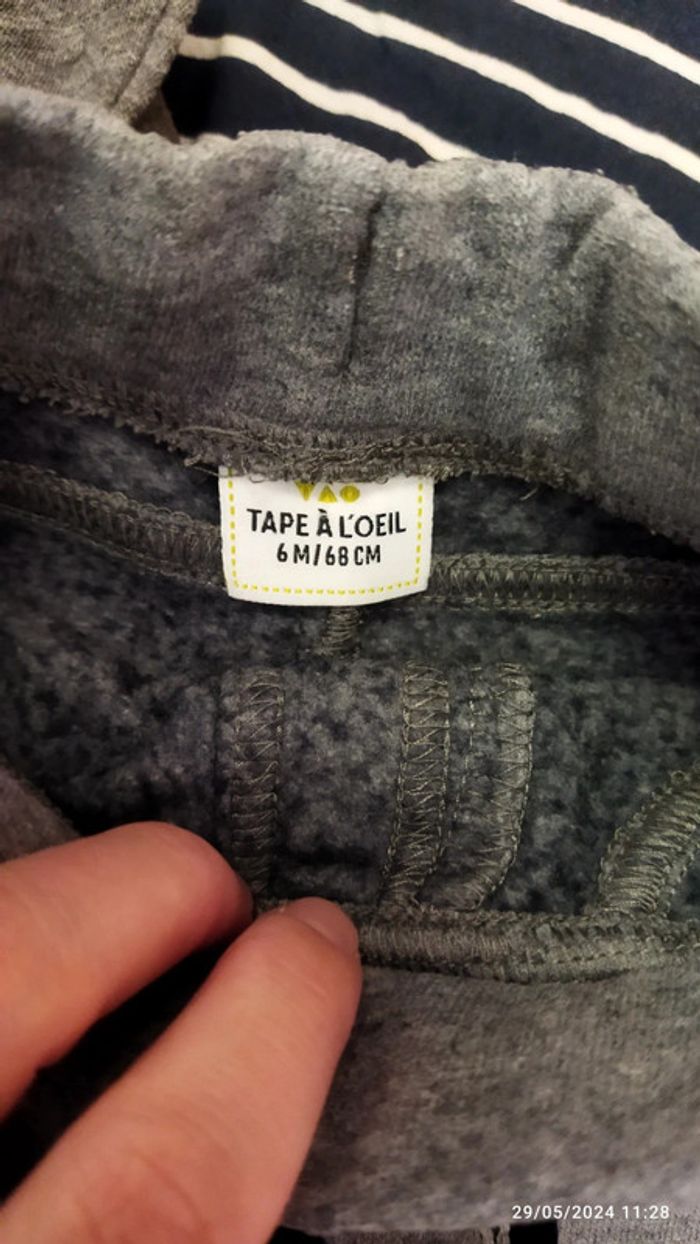 TAO
TAPE À L'OEIL
6 M/68 CM
29/05/2024 11:28